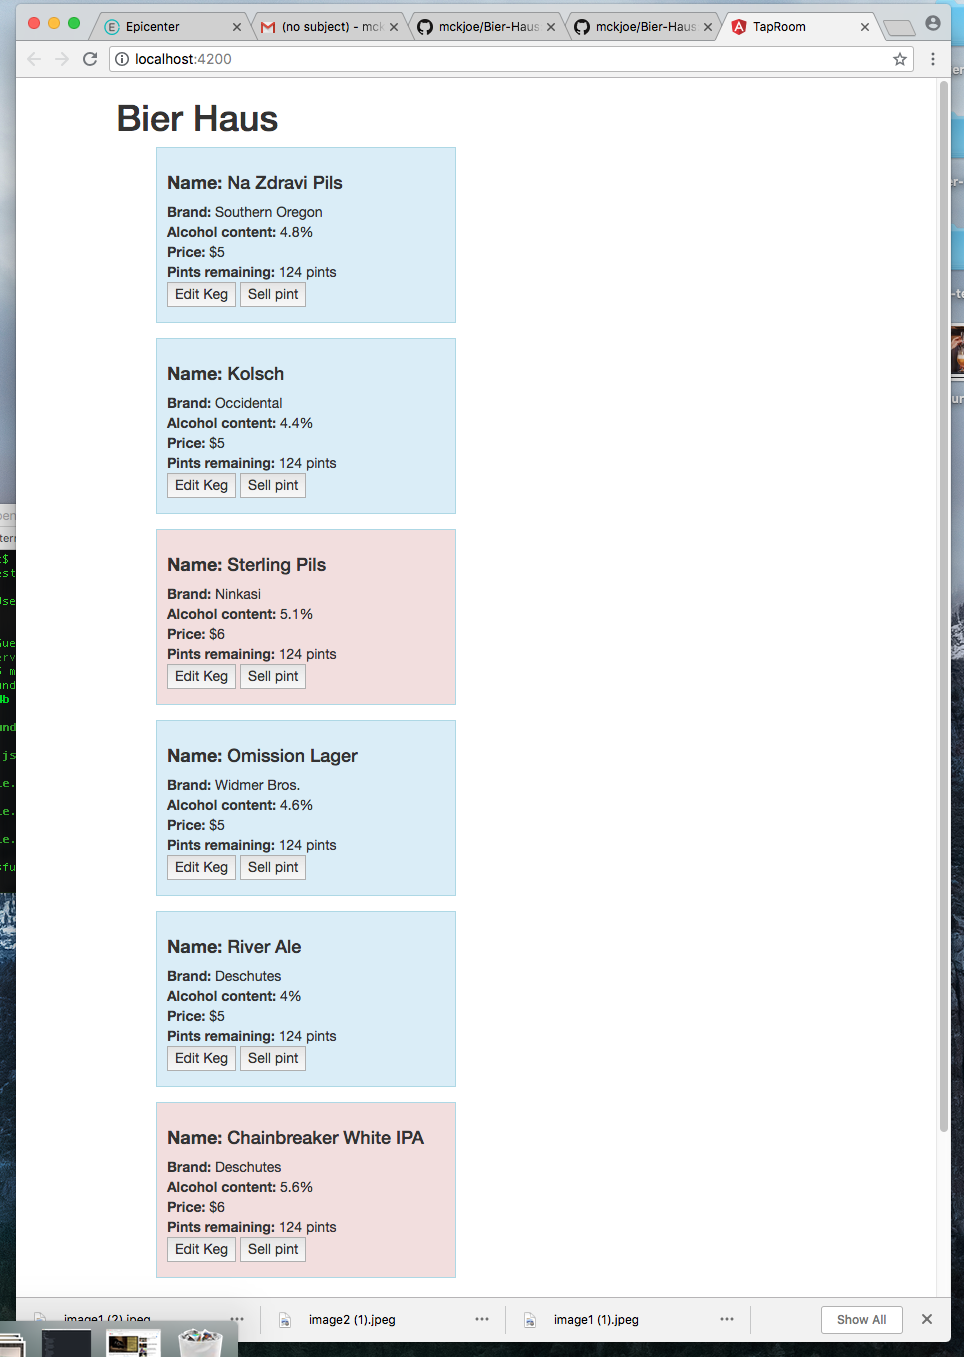 Epicenter
(no subject) - mck
mckjoe/Bier-Haus
mckjoe/Bier-Haus
TapRoom
localhost:4200
Bier Haus
Name: Na Zdravi Pils
Brand: Southern Oregon
Alcohol content: 4.8%
Price: $5
Pints remaining: 124 pints
Edit Keg Sell pint
Name: Kolsch
Brand: Occidental
Alcohol content: 4.4%
Price: $5
Pints remaining: 124 pints
Edit Keg Sell pint
Name: Sterling Pils
Brand: Ninkasi
Alcohol content: 5.1%
Price: $6
Pints remaining: 124 pints
Edit Keg Sell pint
Name: Omission Lager
Brand: Widmer Bros.
Alcohol content: 4.6%
Price: $5
Pints remaining: 124 pints
Edit Keg Sell pint
Name: River Ale
Brand: Deschutes
Alcohol content: 4%
Price: $5
Pints remaining: 124 pints
Edit Keg Sell pint
Name: Chainbreaker White IPA
Brand: Deschutes
Alcohol content: 5.6%
Price: $6
Pints remaining: 124 pints
Edit Keg Sell pint
image1 (2).jpeg
image2 (1).jpeg
image1 (1).jpeg
Show All